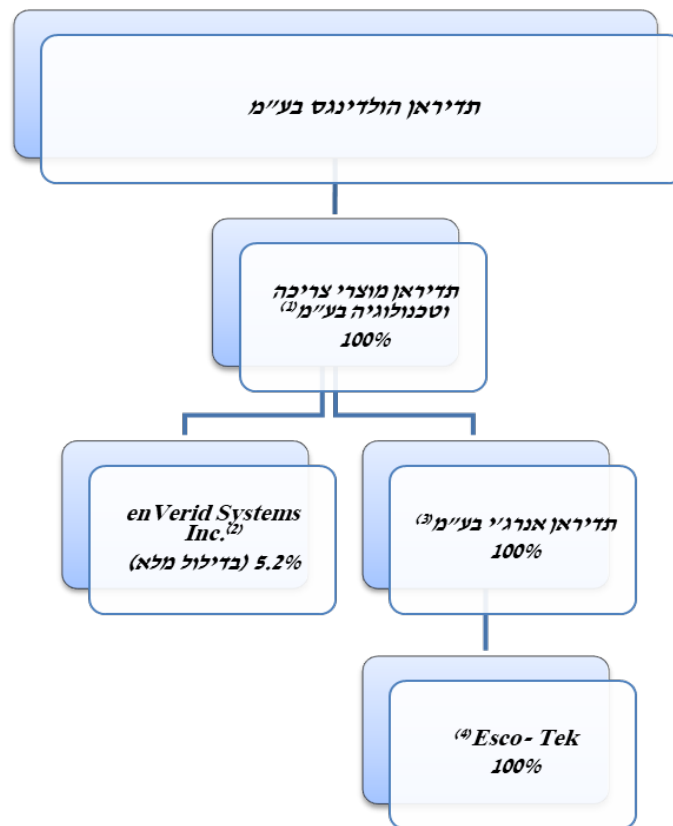 תדיראן הולדינגס בע"מ
תדיראן מוצרי צריכה
וטכנולוגיה בע"מ(1)
100%
enVerid Systems
Inc.(2)
5.2% (בדילול מלא)
תדיראן אנרג'י בע"מ(3)
100%
Esco- Tek(4)
100%